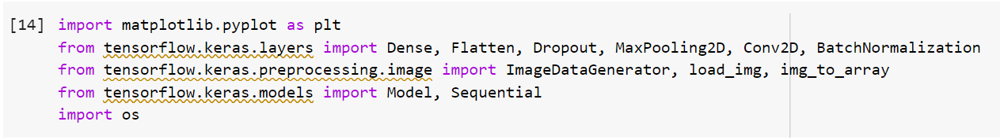 [14] import matplotlib.pyplot as plt
from tensorflow.keras.layers import Dense, Flatten, Dropout, MaxPooling2D, Conv2D, BatchNormalization
from tensorflow.keras.preprocessing.image import ImageDataGenerator, load_img, img_to_array
from tensorflow.keras.models import Model, Sequential
import os